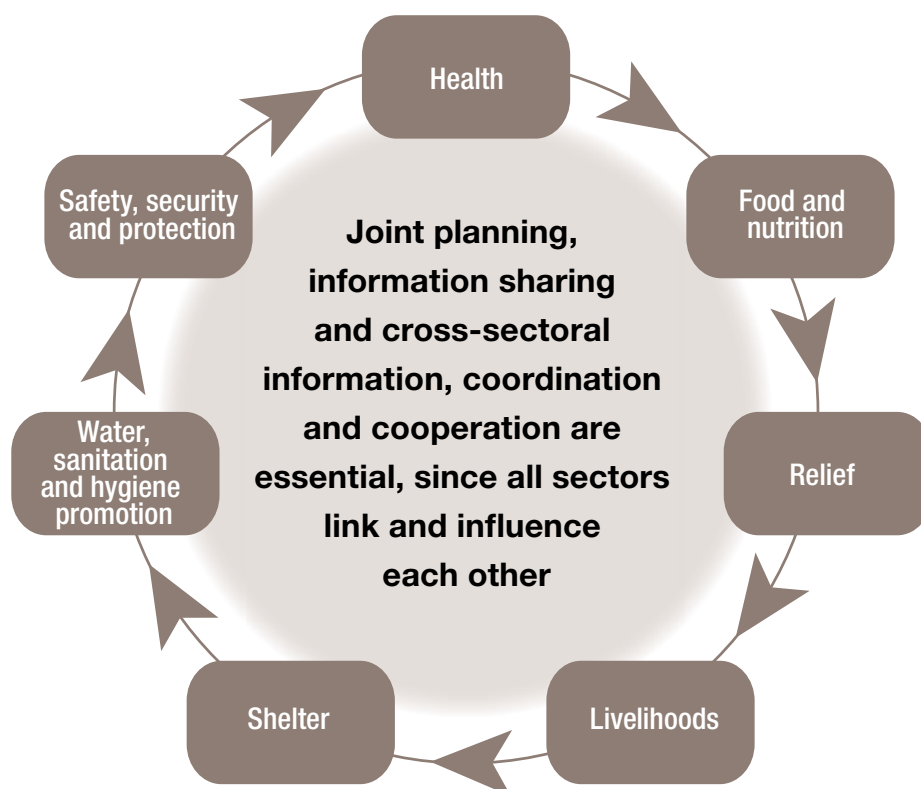 Health
Food and
nutrition
Relief
Livelihoods
Shelter
Water,
sanitation
and hygiene
promotion
Safety, security
and protection
Joint planning,
information sharing
and cross-sectoral
information, coordination
and cooperation are
essential, since all sectors
link and influence
each other